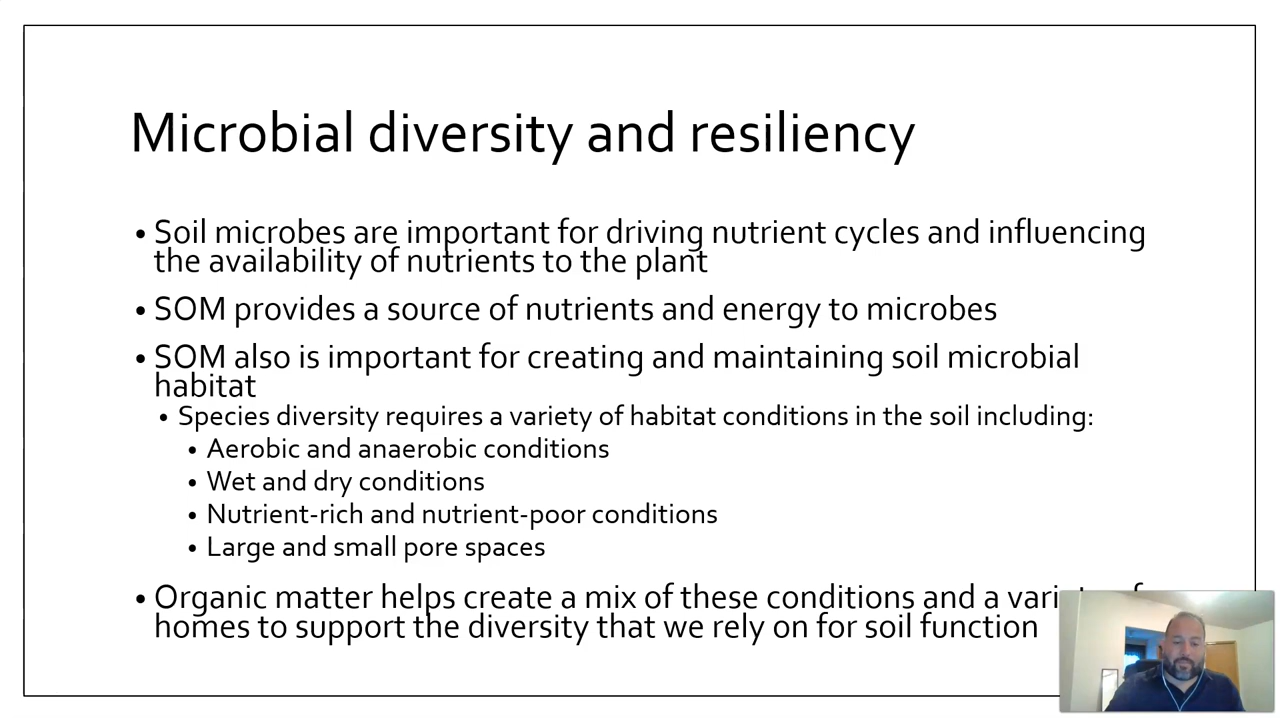 Microbial diversity and resiliency
• Soil microbes are important for driving nutrient cycles and influencing
the availability of nutrients to the plant
• SOM provides a source of nutrients and energy to microbes
• SOM also is important for creating and maintaining soil microbial
habitat
• Species diversity requires a variety of habitat conditions in the soil including:
• Aerobic and anaerobic conditions
• Wet and dry conditions
• Nutrient-rich and nutrient-poor conditions
• Large and small pore spaces
• Organic matter helps create a mix of these conditions and a
homes to support the diversity that we rely on for soil function